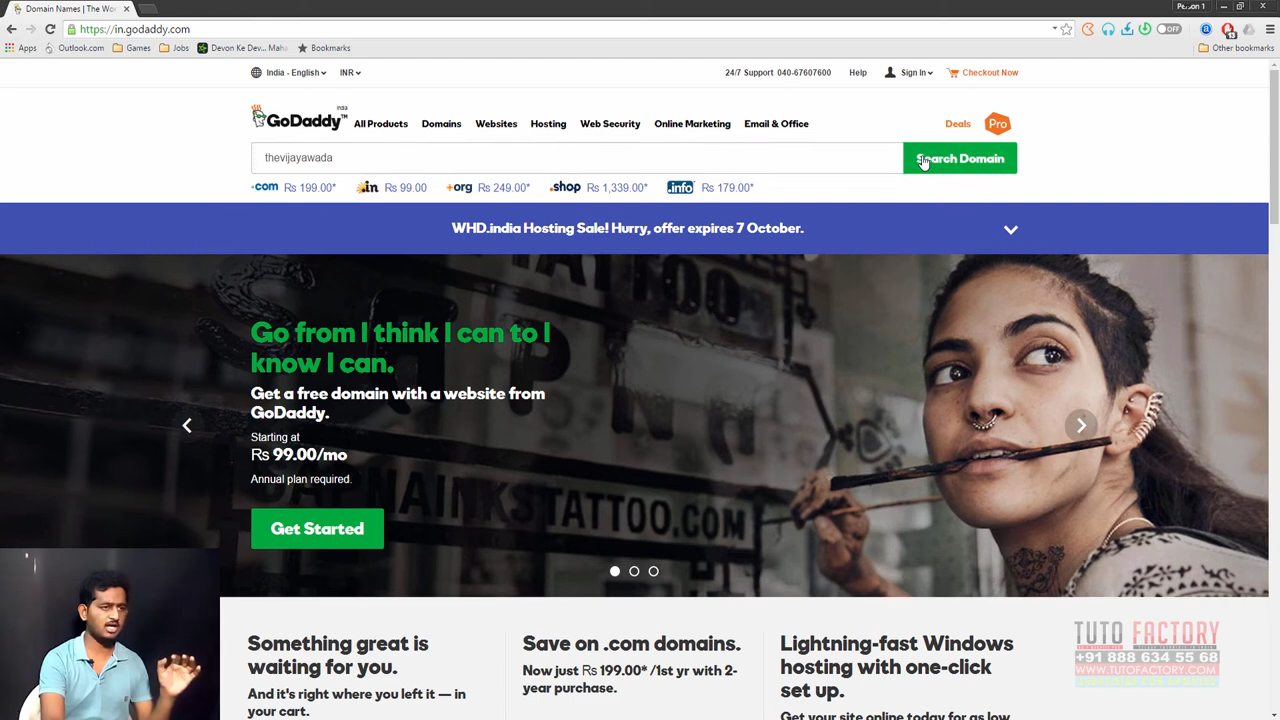 Domain Names | The Wo
Person 1
https://in.godaddy.com
OFF
Apps
Outlook.com
Games
Jobs
Devon Ke Dev... Maha
Bookmarks
Other bookmarks
India - English
INR
24/7 Support 040-67607600
Help
Sign In
Checkout Now
India
GoDaddy™
All Products
Domains
Websites
Hosting
Web Security
Online Marketing
Email & Office
Deals
Pro
thevijayawada
Search Domain
.com Rs 199.00*
.in Rs 99.00
.org Rs 249.00*
.shop Rs 1,339.00*
.info Rs 179.00*
WHD.india Hosting Sale! Hurry, offer expires 7 October.
Go from I think I can to I
know I can.
Get a free domain with a website from
GoDaddy.
Starting at
Rs 99.00/mo
Annual plan required.
Get Started
SAPNAINKSTATTOO.COM
Something great is
waiting for you.
And it's right where you left it — in
your cart.
Save on .com domains.
Now just Rs 199.00* /1st yr with 2-
year purchase.
Lightning-fast Windows
hosting with one-click
set up.
Get your site online today for as low
TUTO FACTORY
+91 888 634 55 68
WWW.TUTOFACTORY.COM